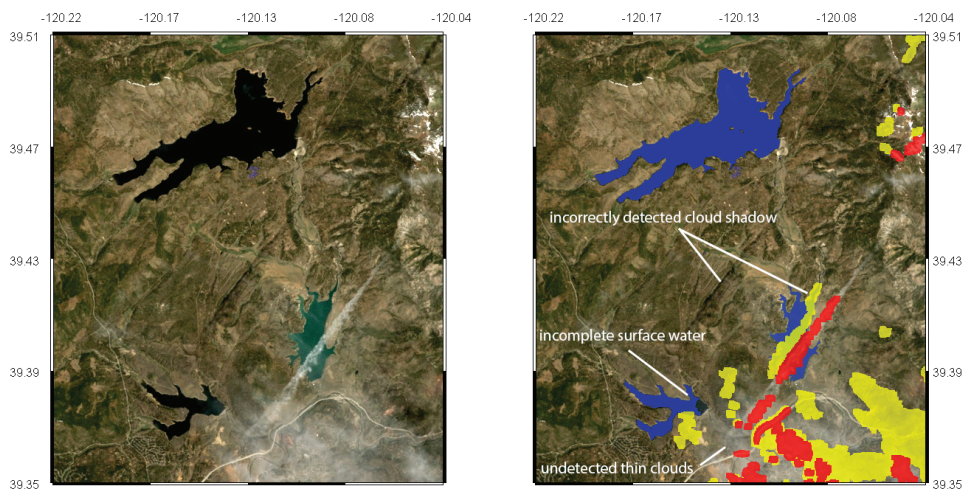 -120.22 -120.17 -120.13 -120.08 -120.04
39.51
39.47
39.43
39.39
39.35
-120.22 -120.17 -120.13 -120.08 -120.04
39.51
39.47
39.43
39.39
39.35
incorrectly detected cloud shadow
incomplete surface water
undetected thin clouds